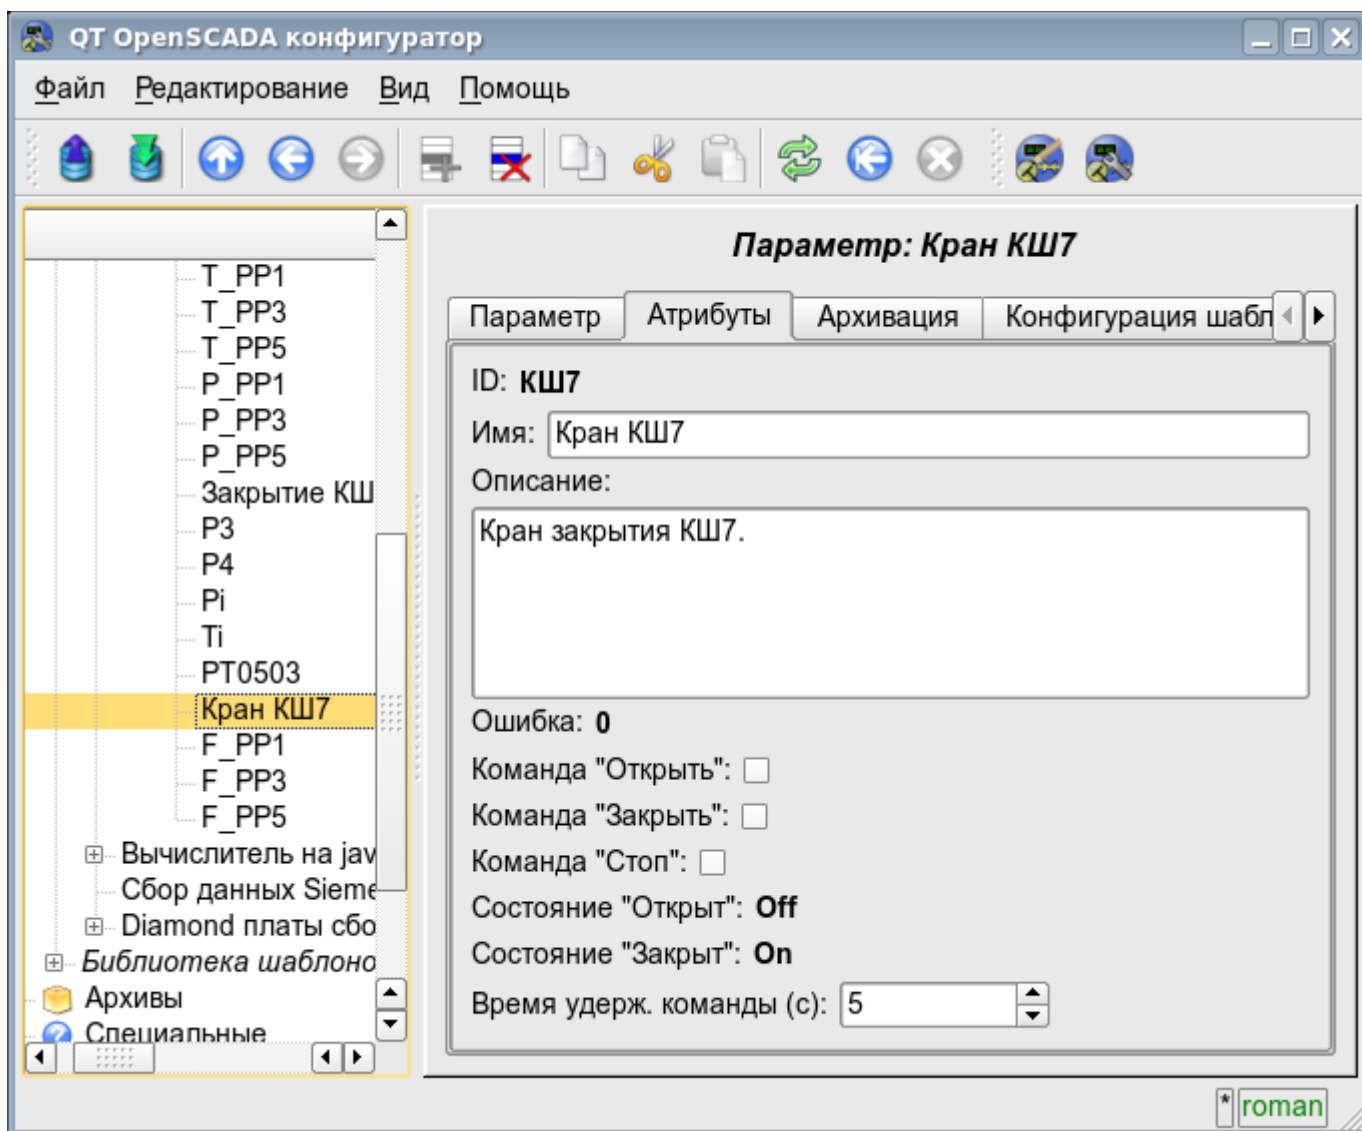 QT OpenSCADA конфигуратор
Файл Редактирование Вид Помощь
T_PP1
T_PP3
T_PP5
P_PP1
P_PP3
P_PP5
Закрытие КШ
P3
P4
Pi
Ti
PT0503
Кран КШ7
F_PP1
F_PP3
F_PP5
Вычислитель на jav
Сбор данных Sieme
Diamond платы сбо
Библиотека шаблоно
Архивы
Специальные
Параметр: Кран КШ7
Параметр Атрибуты Архивация Конфигурация шабл
ID: КШ7
Имя: Кран КШ7
Описание:
Кран закрытия КШ7.
Ошибка: 0
Команда "Открыть":
Команда "Закрыть":
Команда "Стоп":
Состояние "Открыт": Off
Состояние "Закрыт": On
Время удерж. команды (с): 5
* roman